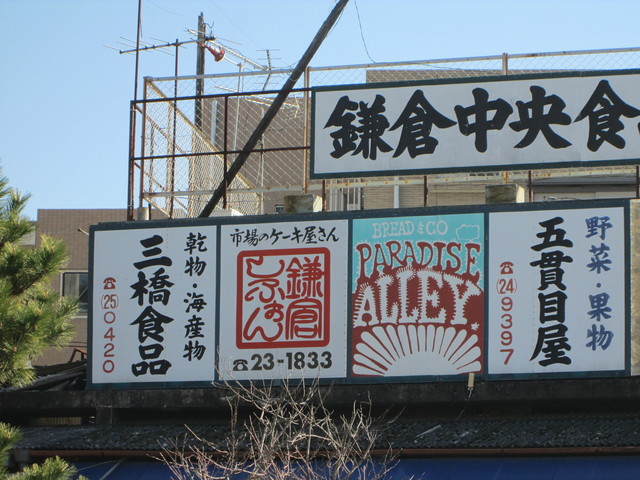 鎌倉中央食
乾物・海産物
三橋食品
☎(25)0420
市場のケーキ屋さん
鎌倉
しふぉん
☎23-1833
BREAD & CO
PARADISE
ALLEY
野菜・果物
五貫目屋
☎(24)9397